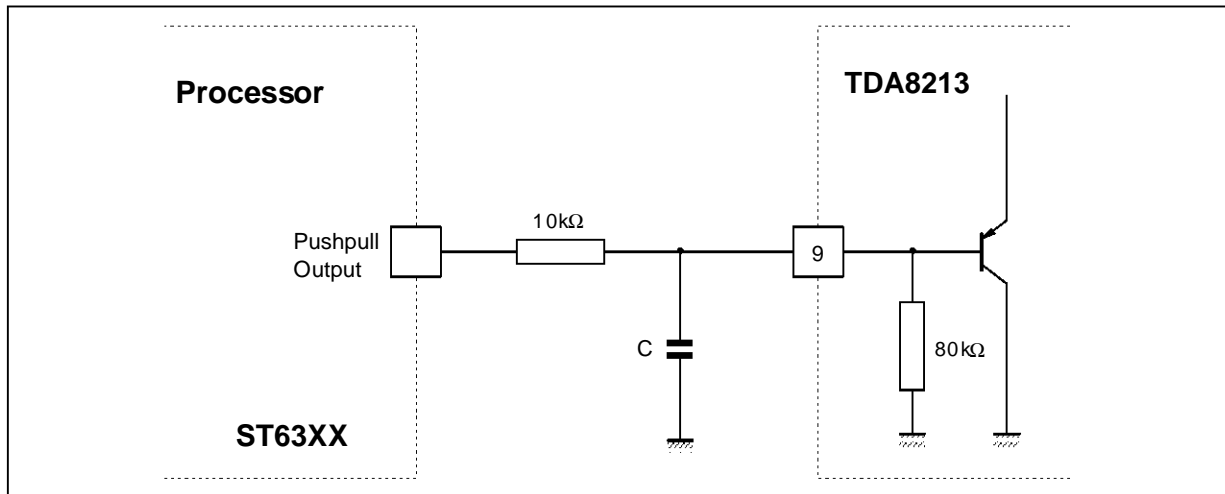 Processor
TDA8213
10kΩ
Pushpull
Output
9
C
80kΩ
ST63XX